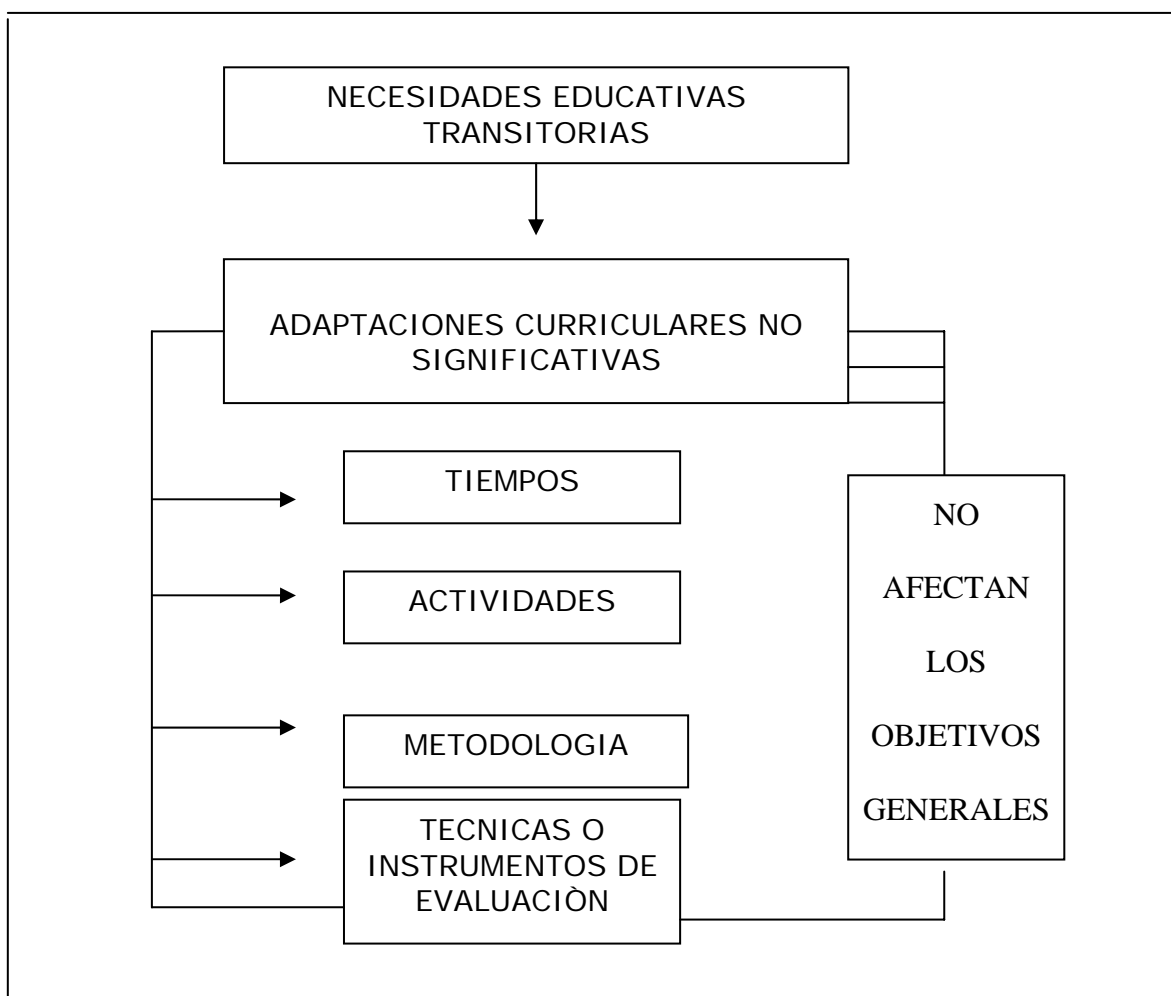 NECESIDADES EDUCATIVAS
TRANSITORIAS
ADAPTACIONES CURRICULARES NO
SIGNIFICATIVAS
TIEMPOS
ACTIVIDADES
METODOLOGIA
TECNICAS O
INSTRUMENTOS DE
EVALUACIÒN
NO
AFECTAN
LOS
OBJETIVOS
GENERALES